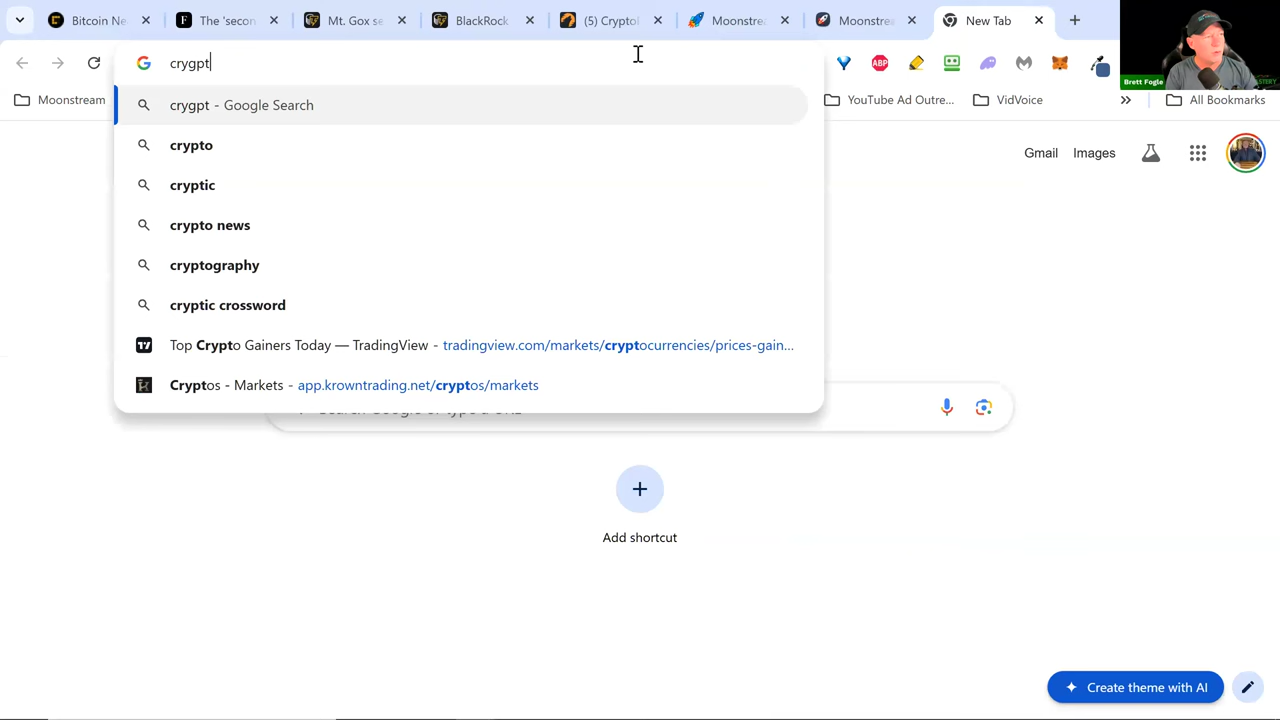 Bitcoin Ne
The 'secon
Mt. Gox se
BlackRock
(5) Crypto
Moonstrea
Moonstrea
New Tab
crygpt
ABP
Brett Fogle
Moonstream
YouTube Ad Outre...
VidVoice
All Bookmarks
crygpt - Google Search
crypto
Gmail Images
cryptic
crypto news
cryptography
cryptic crossword
Top Crypto Gainers Today — TradingView - tradingview.com/markets/cryptocurrencies/prices-gain...
Cryptos - Markets - app.krowntrading.net/cryptos/markets
Add shortcut
Create theme with AI